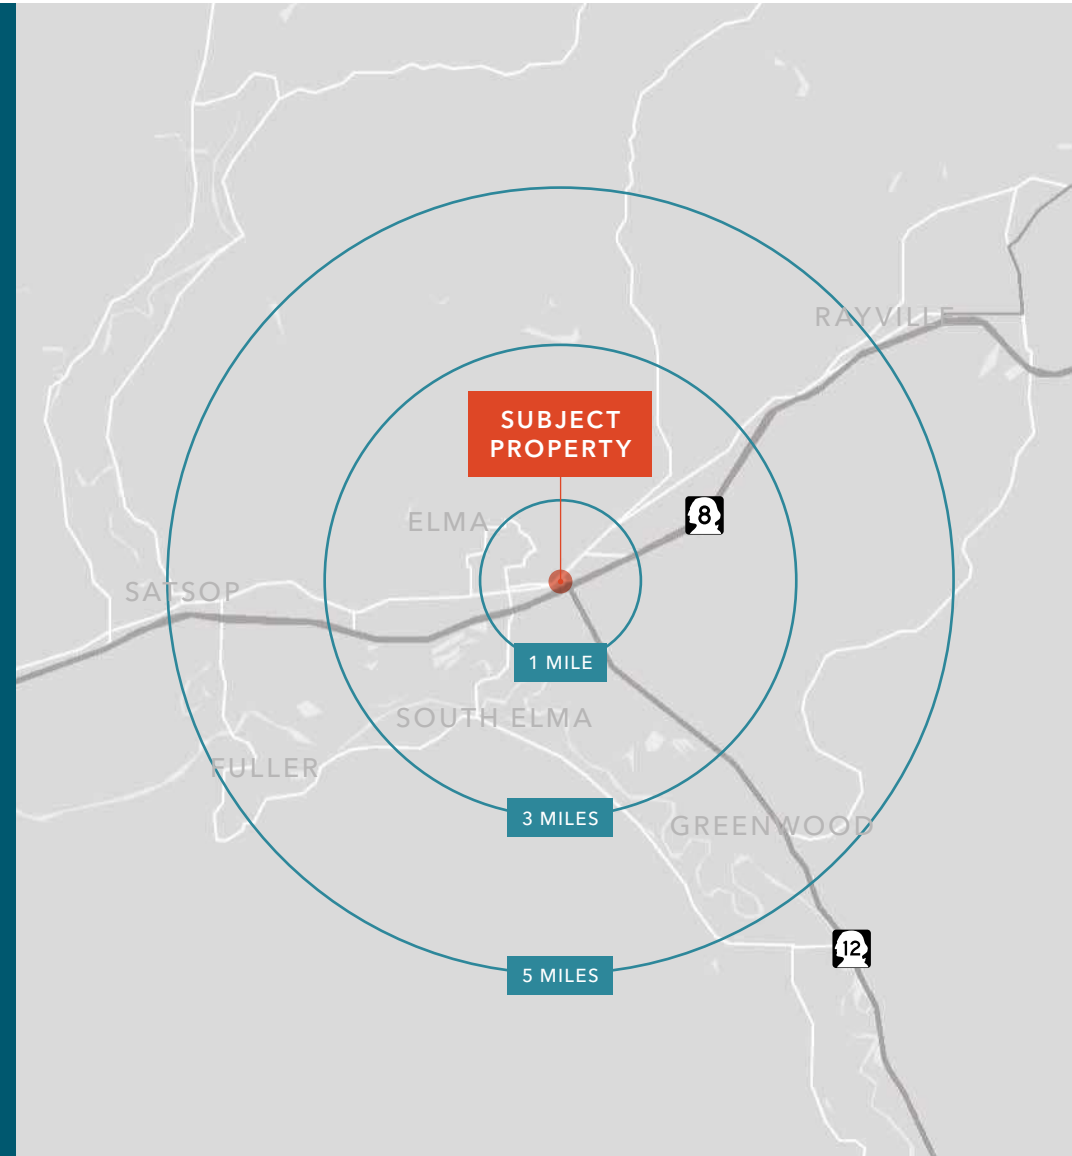 RAYVILLE
SUBJECT
PROPERTY
8
ELMA
SATSOP
1 MILE
SOUTH ELMA
FULLER
3 MILES
GREENWOOD
12
5 MILES